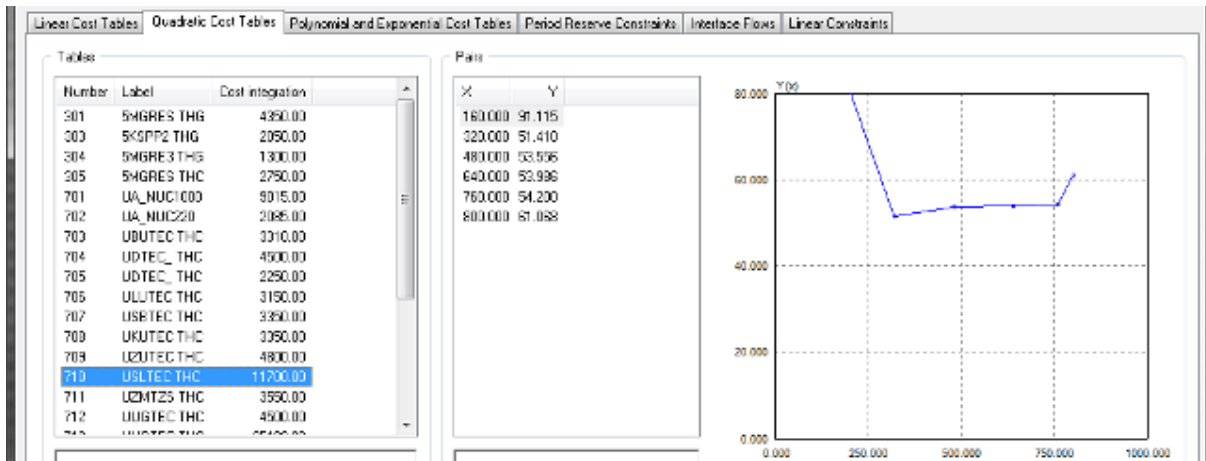 Linear Cost Tables Quadratic Cost Tables Polynomial and Exponential Cost Tables Period Reserve Constraints Interface Flows Linear Constraints
Tables
Number Label Cost integration
301 5MGRES THG 4350.00
303 5KSPP2 THG 2050.00
304 5MGRE3 THG 1300.00
305 5MGRES THC 2750.00
701 UA_NUC1000 9015.00
702 UA_NUC220 2085.00
703 UBUTEC THC 3310.00
704 UDTEC_ THC 4500.00
705 UDTEC_ THC 2250.00
706 ULUTEC THC 3150.00
707 USBTEC THC 3350.00
708 UKUTEC THC 3350.00
709 UZUTEC THC 4800.00
710 USLTEC THC 11700.00
711 UZMTZS THC 3550.00
712 UUGTEC THC 4500.00
Pairs
X Y
160.000 91.115
320.000 51.410
480.000 53.556
640.000 53.986
760.000 54.200
800.000 61.068
Y(X)
80.000
60.000
40.000
20.000
0.000
0.000 250.000 500.000 750.000 1000.000